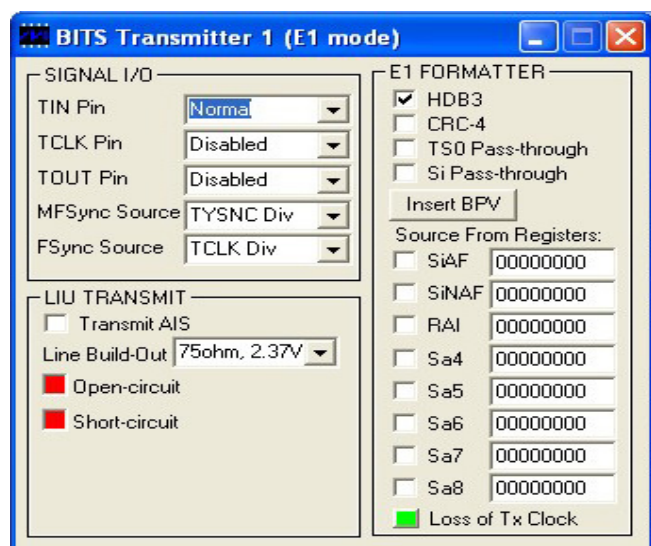 BITS Transmitter 1 (E1 mode)
SIGNAL I/O
TIN Pin Normal
TCLK Pin Disabled
TOUT Pin Disabled
MFSync Source TYSNC Div
FSync Source TCLK Div
LIU TRANSMIT
Transmit AIS
Line Build-Out 75ohm, 2.37V
Open-circuit
Short-circuit
E1 FORMATTER
HDB3
CRC-4
TS0 Pass-through
Si Pass-through
Insert BPV
Source From Registers:
SiAF 00000000
SiNAF 00000000
RAI 00000000
Sa4 00000000
Sa5 00000000
Sa6 00000000
Sa7 00000000
Sa8 00000000
Loss of Tx Clock